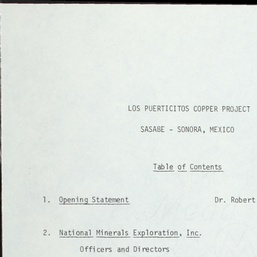 LOS PUERTICITOS COPPER PROJECT
SASABE - SONORA, MEXICO
Table of Contents
1. Opening Statement Dr. Robert
2. National Minerals Exploration, Inc.
Officers and Directors